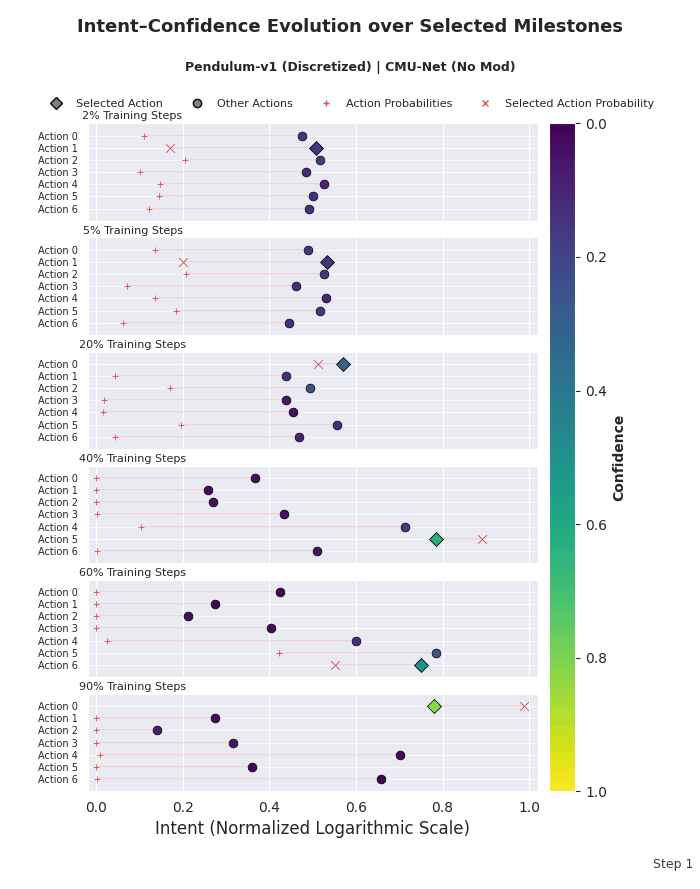 Intent–Confidence Evolution over Selected Milestones
Pendulum-v1 (Discretized) | CMU-Net (No Mod)
Selected Action Other Actions Action Probabilities Selected Action Probability
2% Training Steps
Action 0
Action 1
Action 2
Action 3
Action 4
Action 5
Action 6
5% Training Steps
Action 0
Action 1
Action 2
Action 3
Action 4
Action 5
Action 6
20% Training Steps
Action 0
Action 1
Action 2
Action 3
Action 4
Action 5
Action 6
40% Training Steps
Action 0
Action 1
Action 2
Action 3
Action 4
Action 5
Action 6
60% Training Steps
Action 0
Action 1
Action 2
Action 3
Action 4
Action 5
Action 6
90% Training Steps
Action 0
Action 1
Action 2
Action 3
Action 4
Action 5
Action 6
0.0 0.2 0.4 0.6 0.8 1.0
Intent (Normalized Logarithmic Scale)
0.0
0.2
0.4
0.6
0.8
1.0
Confidence
Step 1